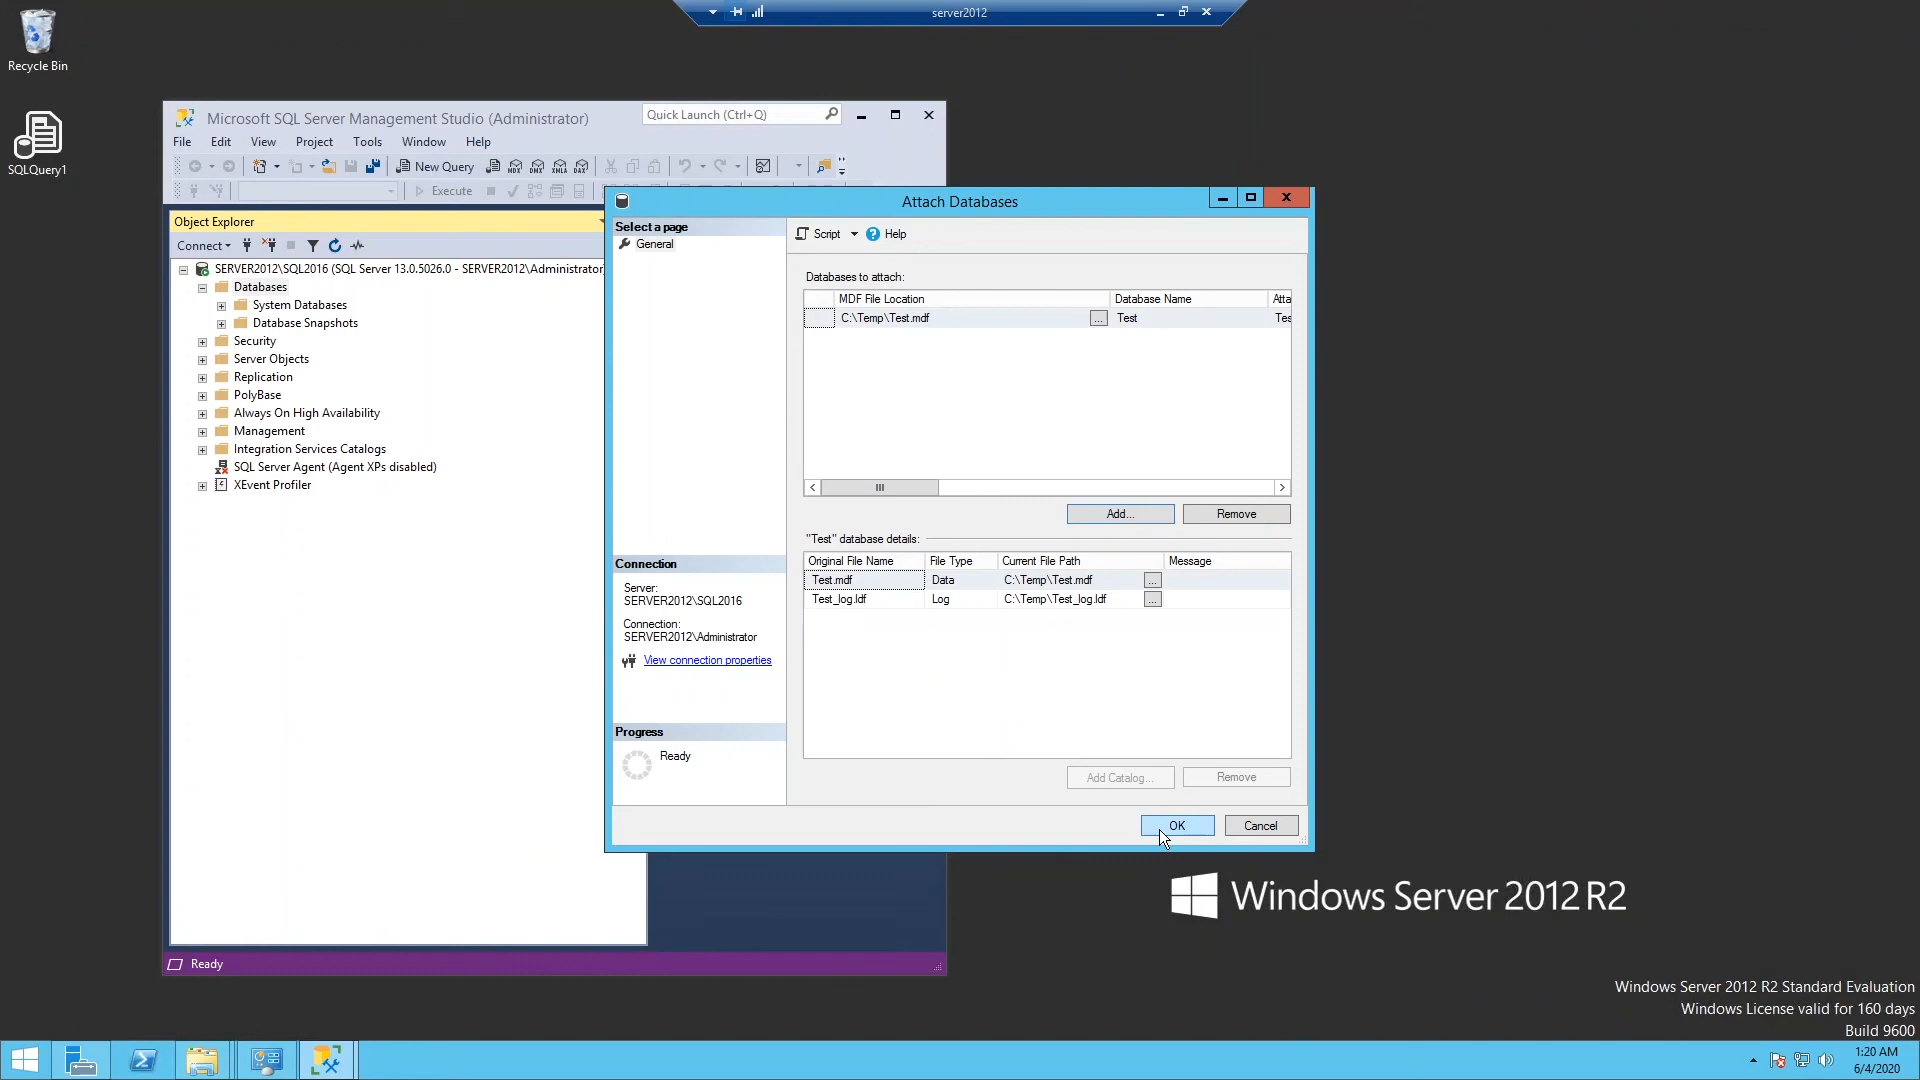 server2012
Recycle Bin
SQLQuery1
Microsoft SQL Server Management Studio (Administrator)
Quick Launch (Ctrl+Q)
File Edit View Project Tools Window Help
New Query
Execute
Object Explorer
Connect
SERVER2012\SQL2016 (SQL Server 13.0.5026.0 - SERVER2012\Administrator)
Databases
System Databases
Database Snapshots
Security
Server Objects
Replication
PolyBase
Always On High Availability
Management
Integration Services Catalogs
SQL Server Agent (Agent XPs disabled)
XEvent Profiler
Ready
Attach Databases
Select a page
General
Script Help
Databases to attach:
MDF File Location Database Name Atta
C:\Temp\Test.mdf ... Test Tes
Add... Remove
"Test" database details:
Original File Name File Type Current File Path Message
Test.mdf Data C:\Temp\Test.mdf ...
Test_log.ldf Log C:\Temp\Test_log.ldf ...
Connection
Server:
SERVER2012\SQL2016
Connection:
SERVER2012\Administrator
View connection properties
Progress
Ready
Add Catalog... Remove
OK Cancel
Windows Server 2012 R2
Windows Server 2012 R2 Standard Evaluation
Windows License valid for 160 days
Build 9600
1:20 AM
6/4/2020